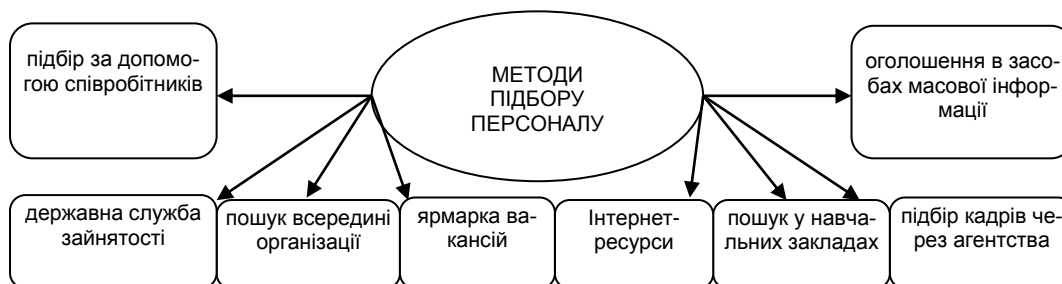 підбір за допомо-
гою співробітників
МЕТОДИ
ПІДБОРУ
ПЕРСОНАЛУ
оголошення в засо-
бах масової інфор-
мації
державна служба
зайнятості
пошук всередині
організації
ярмарка ва-
кансій
Інтернет-
ресурси
пошук у навча-
льних закладах
підбір кадрів че-
рез агентства